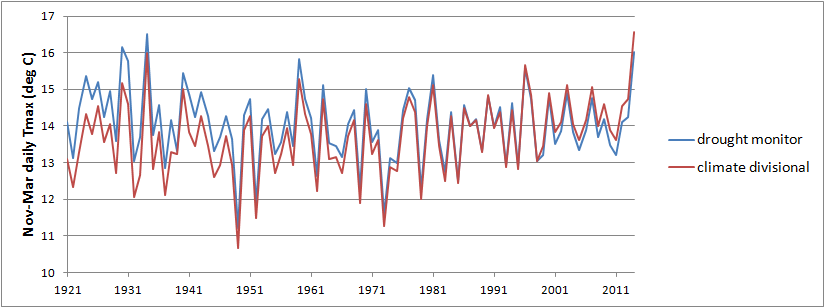 Nov-Mar daily Tmax (deg C)
17
16
15
14
13
12
11
10
1921 1931 1941 1951 1961 1971 1981 1991 2001 2011
drought monitor
climate divisional